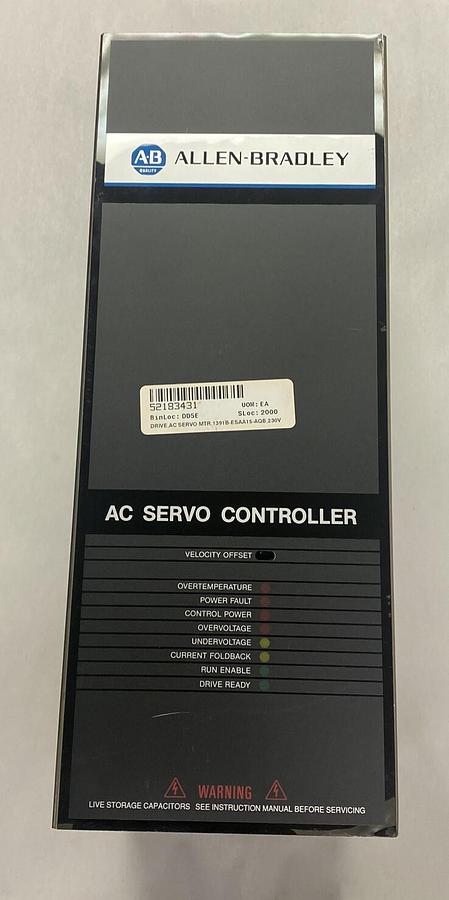 A-B
QUALITY
ALLEN-BRADLEY
52183431 UOM: EA
BinLoc: DD5E SLoc: 2000
DRIVE,AC SERVO MTR,1391B-ESAA15-AQB,230V
AC SERVO CONTROLLER
VELOCITY OFFSET
OVERTEMPERATURE
POWER FAULT
CONTROL POWER
OVERVOLTAGE
UNDERVOLTAGE
CURRENT FOLDBACK
RUN ENABLE
DRIVE READY
WARNING
LIVE STORAGE CAPACITORS SEE INSTRUCTION MANUAL BEFORE SERVICING